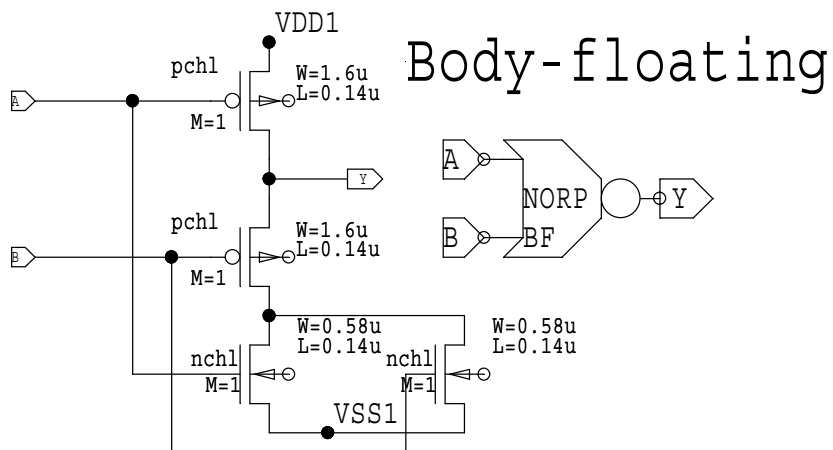 VDD1
Body-floating
pchl
W=1.6u
L=0.14u
A
M=1
Y
A
NORP
Y
pchl
W=1.6u
L=0.14u
B
M=1
B
BF
W=0.58u
L=0.14u
W=0.58u
L=0.14u
nchl
M=1
nchl
M=1
VSS1